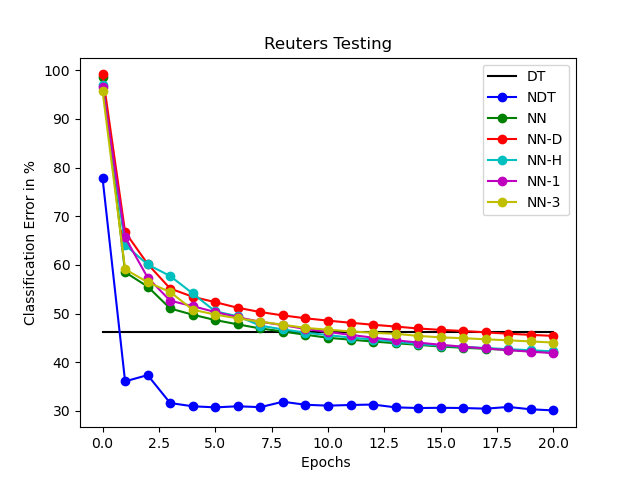 Reuters Testing
Classification Error in %
100
90
80
70
60
50
40
30
0.0 2.5 5.0 7.5 10.0 12.5 15.0 17.5 20.0
Epochs
DT
NDT
NN
NN-D
NN-H
NN-1
NN-3